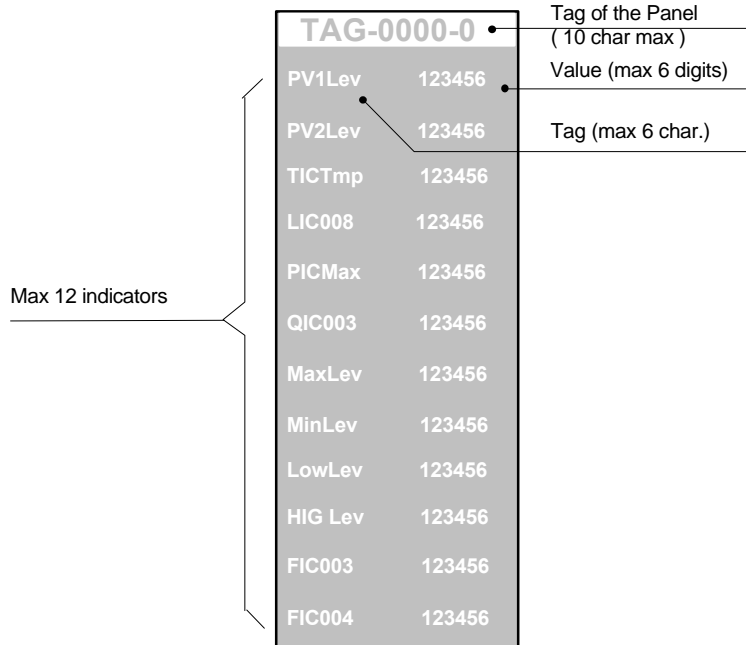 TAG-0000-0
Tag of the Panel
( 10 char max )
PV1Lev 123456
Value (max 6 digits)
PV2Lev 123456
Tag (max 6 char.)
TICTmp 123456
LIC008 123456
PICMax 123456
Max 12 indicators
QIC003 123456
MaxLev 123456
MinLev 123456
LowLev 123456
HIG Lev 123456
FIC003 123456
FIC004 123456